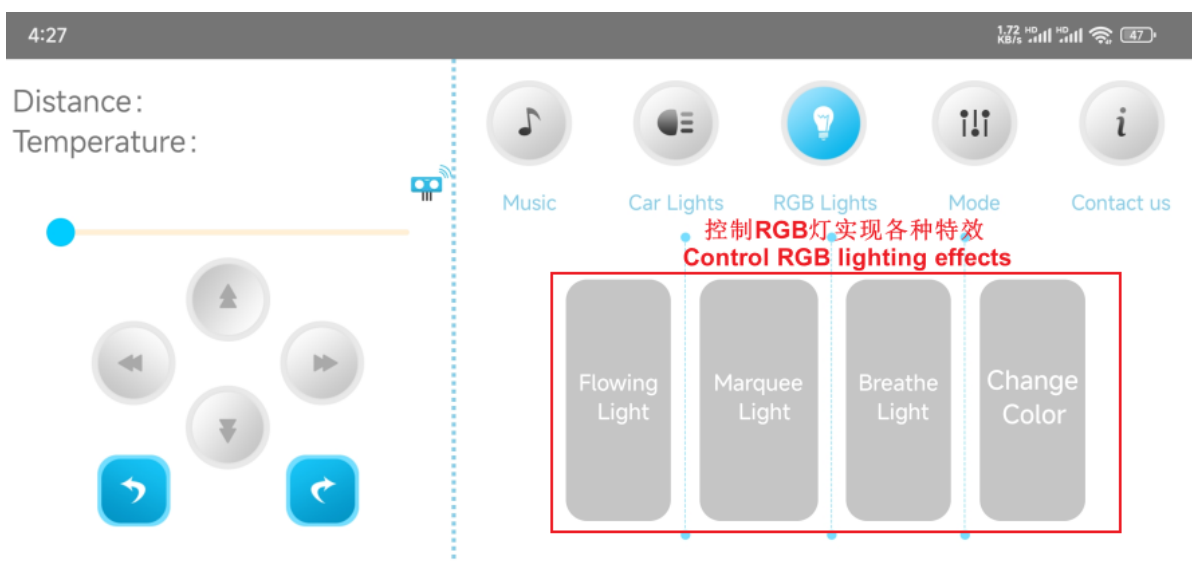 4:27
1.72
KB/s
HD
HD
47
Distance:
Temperature:
Music
Car Lights
RGB Lights
Mode
Contact us
控制RGB灯实现各种特效
Control RGB lighting effects
Flowing
Light
Marquee
Light
Breathe
Light
Change
Color